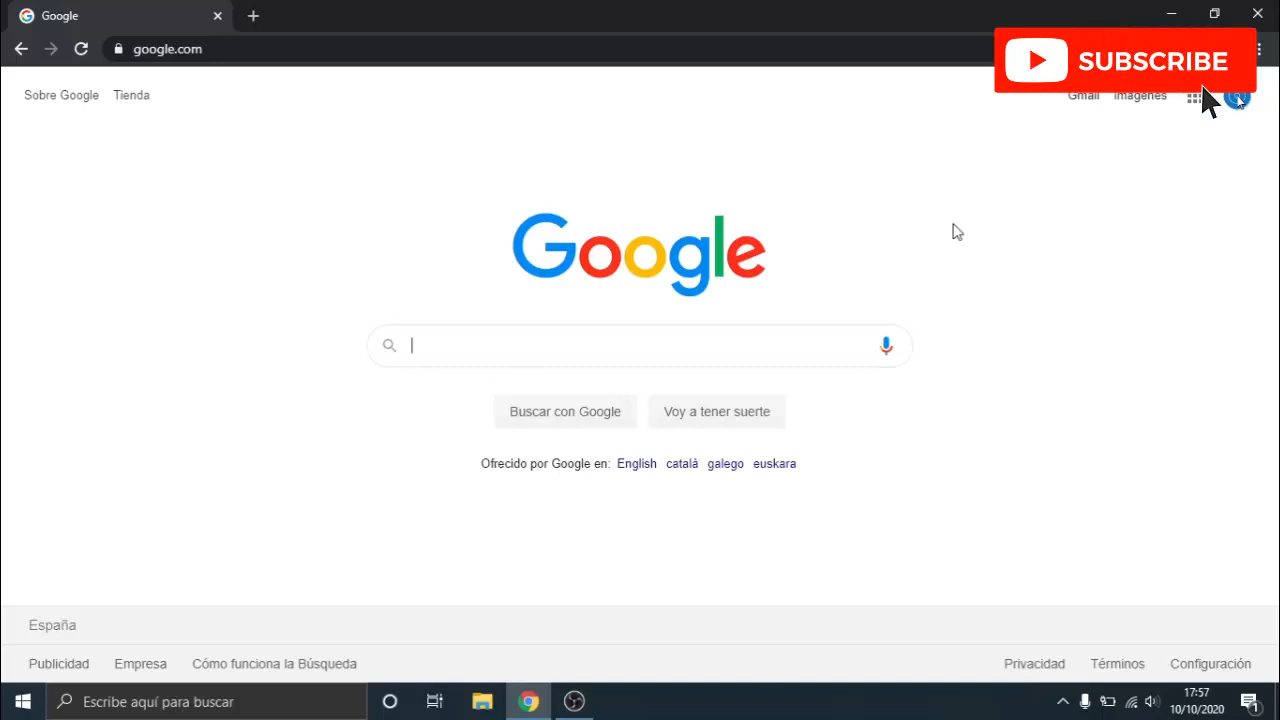 Google
google.com
SUBSCRIBE
Sobre Google Tienda
Gmail Imágenes
Google
Buscar con Google Voy a tener suerte
Ofrecido por Google en: English català galego euskara
España
Publicidad Empresa Cómo funciona la Búsqueda
Privacidad Términos Configuración
Escribe aquí para buscar
17:57
10/10/2020
1